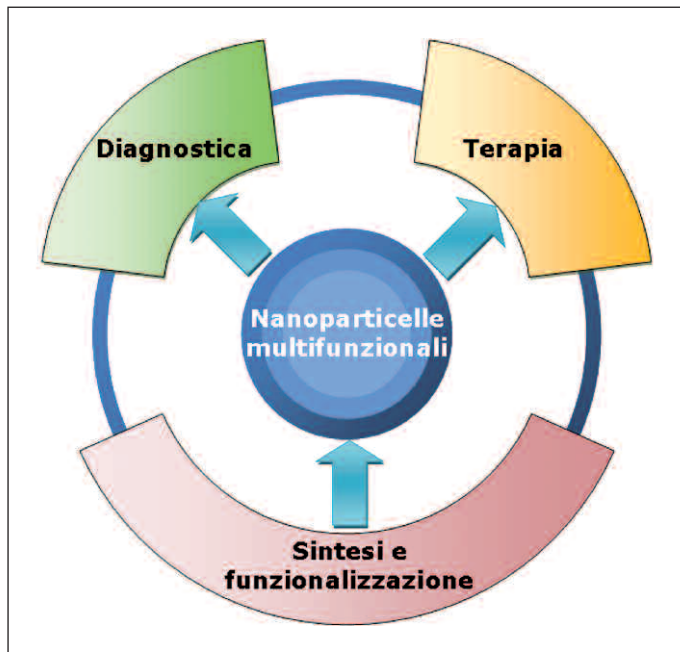 Diagnostica
Terapia
Nanoparticelle
multifunzionali
Sintesi e
funzionalizzazione